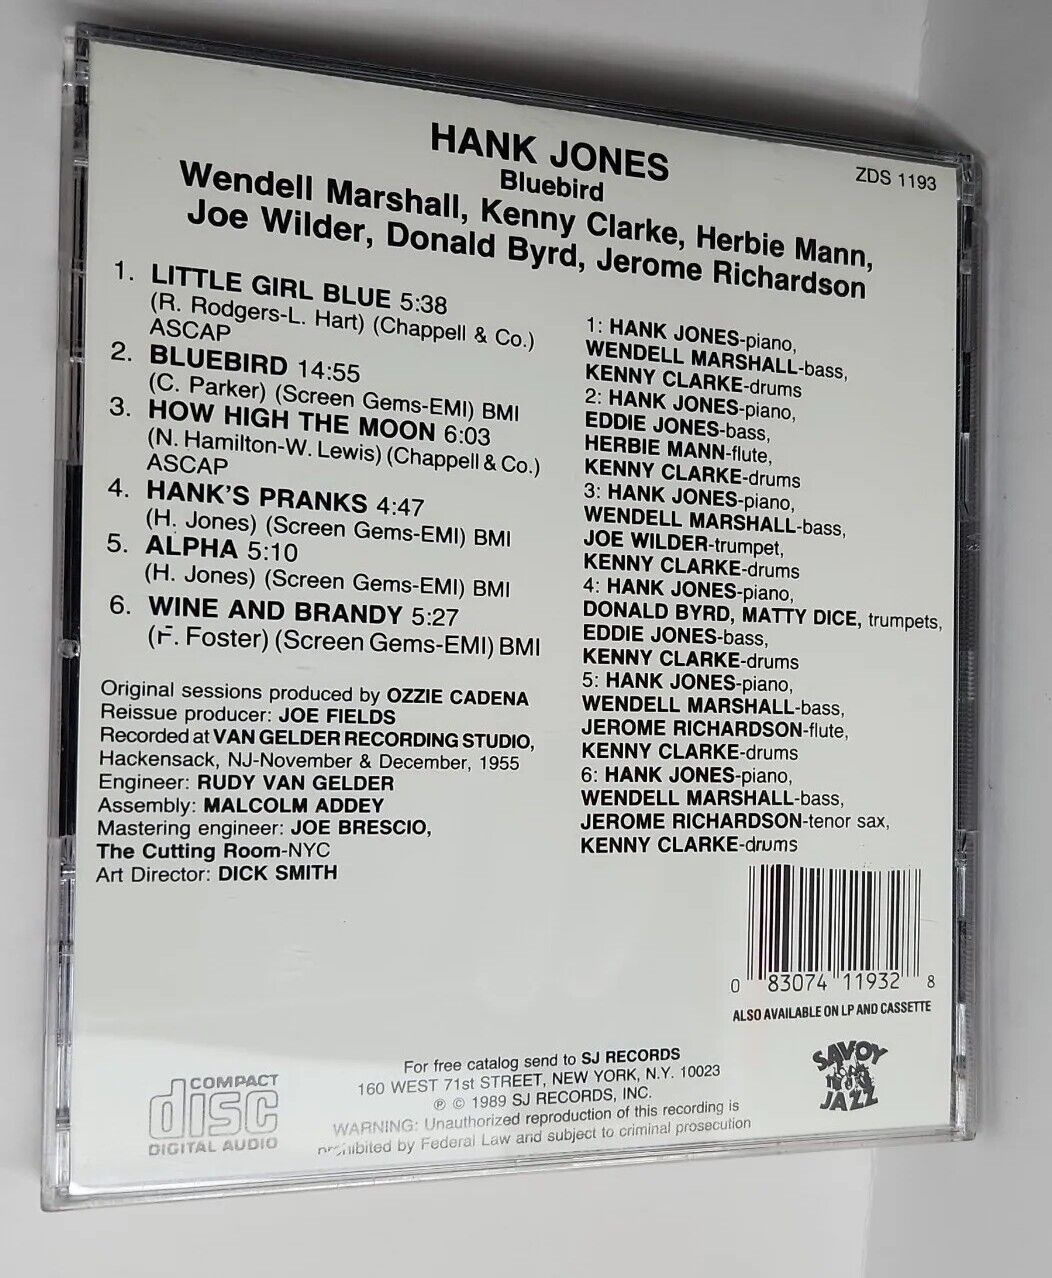 HANK JONES
Bluebird
ZDS 1193
Wendell Marshall, Kenny Clarke, Herbie Mann,
Joe Wilder, Donald Byrd, Jerome Richardson
1. LITTLE GIRL BLUE 5:38
(R. Rodgers-L. Hart) (Chappell & Co.)
ASCAP
2. BLUEBIRD 14:55
(C. Parker) (Screen Gems-EMI) BMI
3. HOW HIGH THE MOON 6:03
(N. Hamilton-W. Lewis) (Chappell & Co.)
ASCAP
4. HANK'S PRANKS 4:47
(H. Jones) (Screen Gems-EMI) BMI
5. ALPHA 5:10
(H. Jones) (Screen Gems-EMI) BMI
6. WINE AND BRANDY 5:27
(F. Foster) (Screen Gems-EMI) BMI
Original sessions produced by OZZIE CADENA
Reissue producer: JOE FIELDS
Recorded at VAN GELDER RECORDING STUDIO,
Hackensack, NJ-November & December, 1955
Engineer: RUDY VAN GELDER
Assembly: MALCOLM ADDEY
Mastering engineer: JOE BRESCIO,
The Cutting Room-NYC
Art Director: DICK SMITH
1: HANK JONES-piano,
WENDELL MARSHALL-bass,
KENNY CLARKE-drums
2: HANK JONES-piano,
EDDIE JONES-bass,
HERBIE MANN-flute,
KENNY CLARKE-drums
3: HANK JONES-piano,
WENDELL MARSHALL-bass,
JOE WILDER-trumpet,
KENNY CLARKE-drums
4: HANK JONES-piano,
DONALD BYRD, MATTY DICE, trumpets,
EDDIE JONES-bass,
KENNY CLARKE-drums
5: HANK JONES-piano,
WENDELL MARSHALL-bass,
JEROME RICHARDSON-flute,
KENNY CLARKE-drums
6: HANK JONES-piano,
WENDELL MARSHALL-bass,
JEROME RICHARDSON-tenor sax,
KENNY CLARKE-drums
0 83074 11932 8
ALSO AVAILABLE ON LP AND CASSETTE
COMPACT
disc
DIGITAL AUDIO
For free catalog send to SJ RECORDS
160 WEST 71st STREET, NEW YORK, N.Y. 10023
℗ © 1989 SJ RECORDS, INC.
WARNING: Unauthorized reproduction of this recording is
prohibited by Federal Law and subject to criminal prosecution
SAVOY
JAZZ